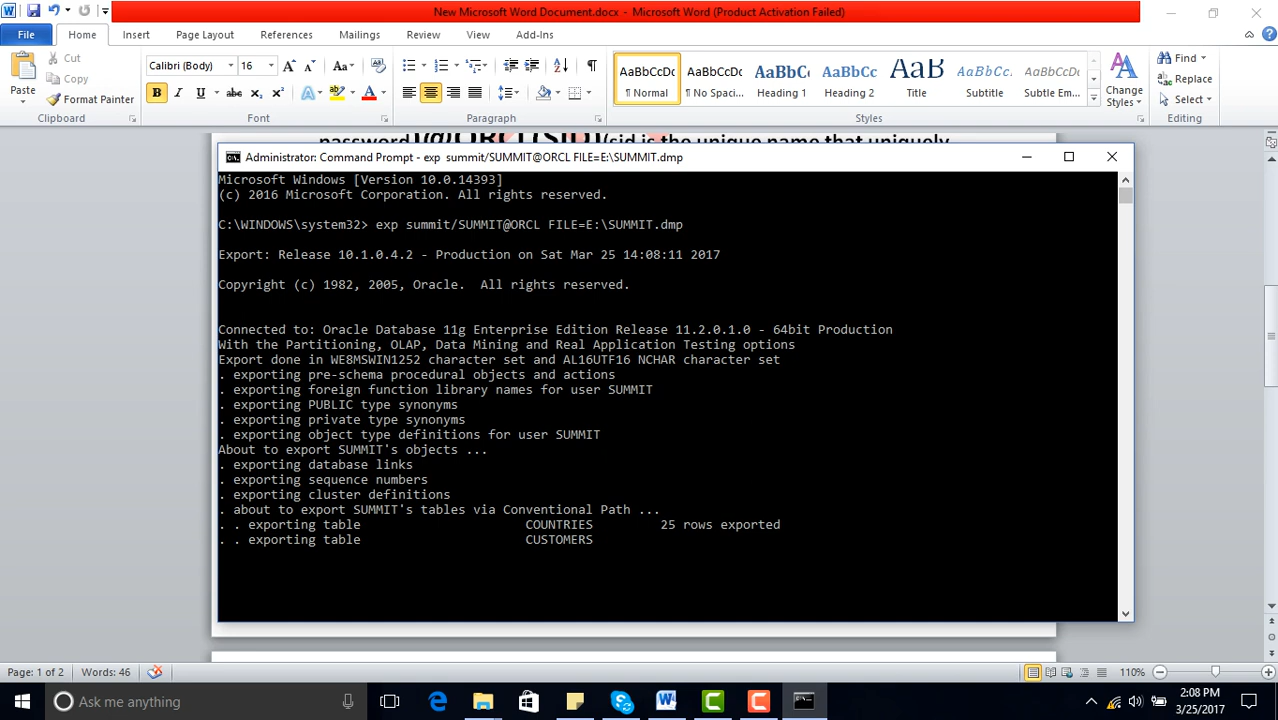 New Microsoft Word Document.docx - Microsoft Word (Product Activation Failed)
File Home Insert Page Layout References Mailings Review View Add-Ins
Paste
Cut
Copy
Format Painter
Clipboard
Calibri (Body) 16
Font
Paragraph
AaBbCcDc AaBbCcDc AaBbC AaBbCc AaB AaBbCc. AaBbCcDc
¶ Normal ¶ No Spaci... Heading 1 Heading 2 Title Subtitle Subtle Em...
Change Styles
Styles
Find
Replace
Select
Editing
password)@ORCL(SID)(sid is the unique name that uniquely
Administrator: Command Prompt - exp summit/SUMMIT@ORCL FILE=E:\SUMMIT.dmp
Microsoft Windows [Version 10.0.14393]
(c) 2016 Microsoft Corporation. All rights reserved.
C:\WINDOWS\system32> exp summit/SUMMIT@ORCL FILE=E:\SUMMIT.dmp
Export: Release 10.1.0.4.2 - Production on Sat Mar 25 14:08:11 2017
Copyright (c) 1982, 2005, Oracle. All rights reserved.
Connected to: Oracle Database 11g Enterprise Edition Release 11.2.0.1.0 - 64bit Production
With the Partitioning, OLAP, Data Mining and Real Application Testing options
Export done in WE8MSWIN1252 character set and AL16UTF16 NCHAR character set
. exporting pre-schema procedural objects and actions
. exporting foreign function library names for user SUMMIT
. exporting PUBLIC type synonyms
. exporting private type synonyms
. exporting object type definitions for user SUMMIT
About to export SUMMIT's objects ...
. exporting database links
. exporting sequence numbers
. exporting cluster definitions
. about to export SUMMIT's tables via Conventional Path ...
. . exporting table COUNTRIES 25 rows exported
. . exporting table CUSTOMERS
Page: 1 of 2 Words: 46 110%
Ask me anything
2:08 PM
3/25/2017